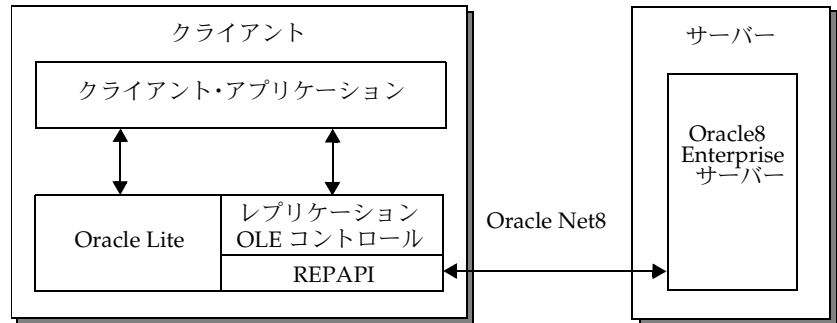 クライアント
クライアント・アプリケーション
Oracle Lite
レプリケーション
OLE コントロール
REPAPI
Oracle Net8
サーバー
Oracle8
Enterprise
サーバー